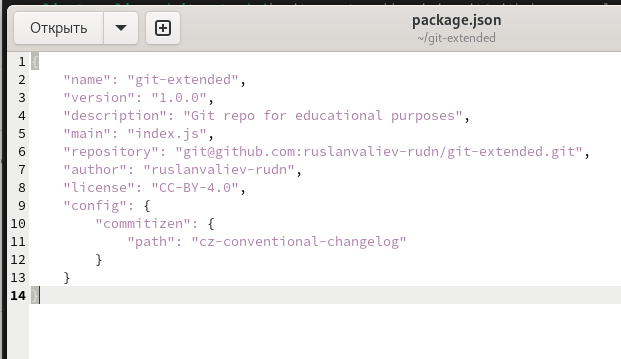 Открыть
package.json
~/git-extended
1 {
2     "name": "git-extended",
3     "version": "1.0.0",
4     "description": "Git repo for educational purposes",
5     "main": "index.js",
6     "repository": "git@github.com:ruslanvaliev-rudn/git-extended.git",
7     "author": "ruslanvaliev-rudn",
8     "license": "CC-BY-4.0",
9     "config": {
10         "commitizen": {
11             "path": "cz-conventional-changelog"
12         }
13     }
14 }